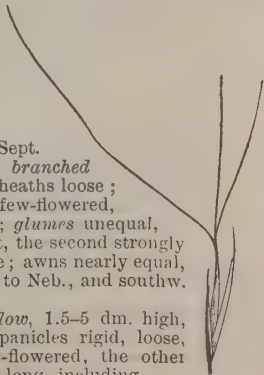 Sept.
branched
heaths loose ;
few-flowered,
; glumes unequal,
t, the second strongly
e ; awns nearly equal,
to Neb., and southw.
low, 1.5–5 dm. high,
panicles rigid, loose,
-flowered, the other
long, including